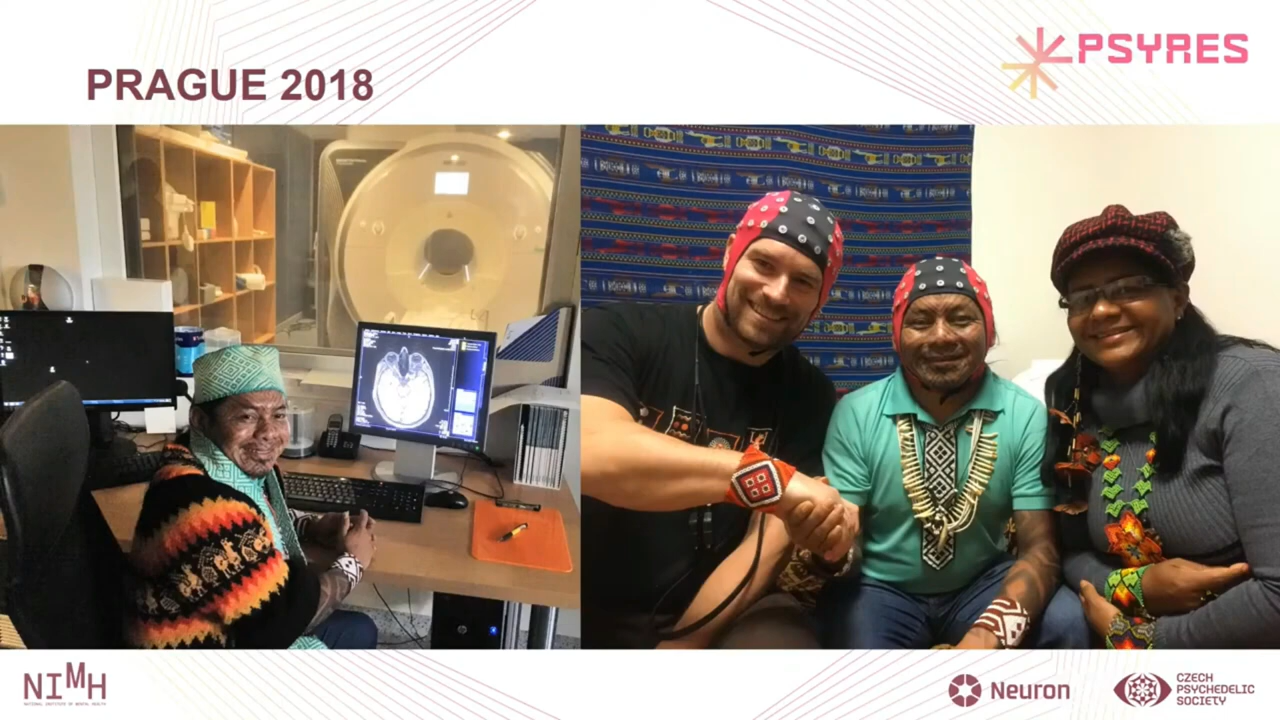 PRAGUE 2018
PSYRES
NIMH
NATIONAL INSTITUTE OF MENTAL HEALTH
Neuron
CZECH
PSYCHEDELIC
SOCIETY